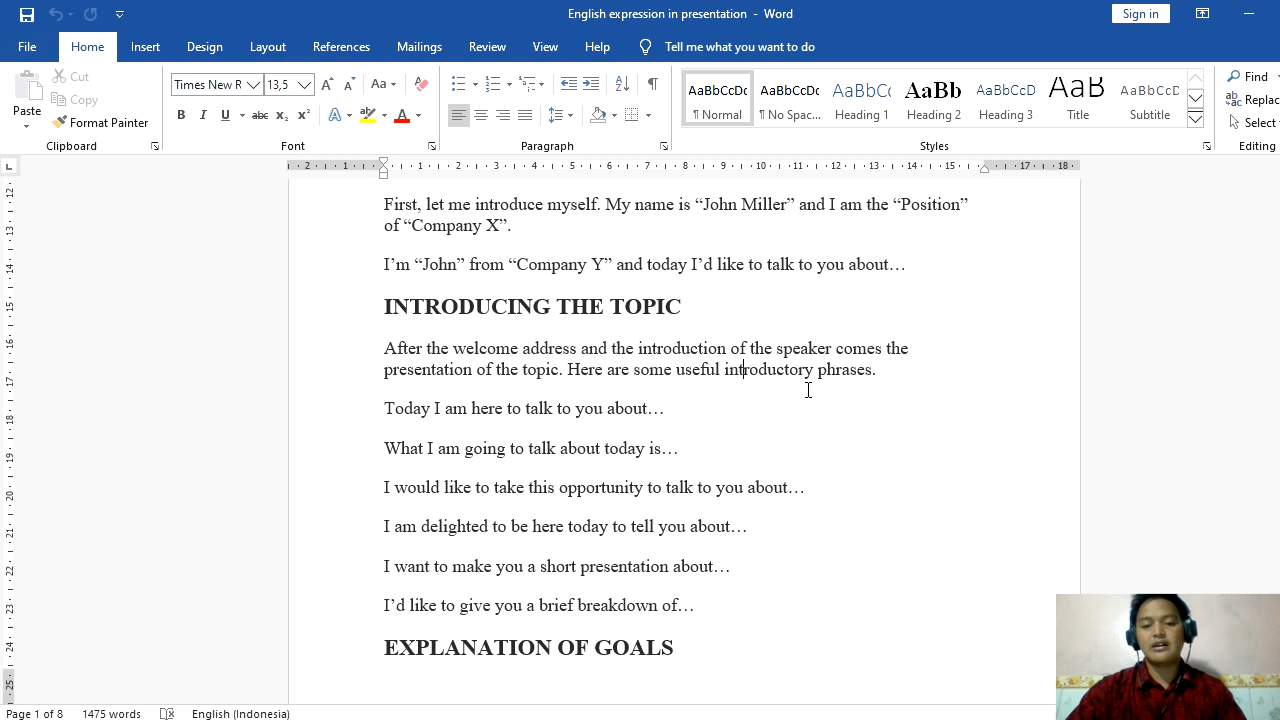 English expression in presentation - Word
Sign in
File Home Insert Design Layout References Mailings Review View Help Tell me what you want to do
Paste
Cut
Copy
Format Painter
Clipboard
Times New R 13,5
Font
Paragraph
AaBbCcDc AaBbCcDc AaBbCc AaBb AaBbCcD AaB AaBbCcD
¶ Normal ¶ No Spac... Heading 1 Heading 2 Heading 3 Title Subtitle
Styles
Find
Replac
Select
Editing
First, let me introduce myself. My name is “John Miller” and I am the “Position”
of “Company X”.
I’m “John” from “Company Y” and today I’d like to talk to you about…
INTRODUCING THE TOPIC
After the welcome address and the introduction of the speaker comes the
presentation of the topic. Here are some useful introductory phrases.
Today I am here to talk to you about…
What I am going to talk about today is…
I would like to take this opportunity to talk to you about…
I am delighted to be here today to tell you about…
I want to make you a short presentation about…
I’d like to give you a brief breakdown of…
EXPLANATION OF GOALS
Page 1 of 8 1475 words English (Indonesia)